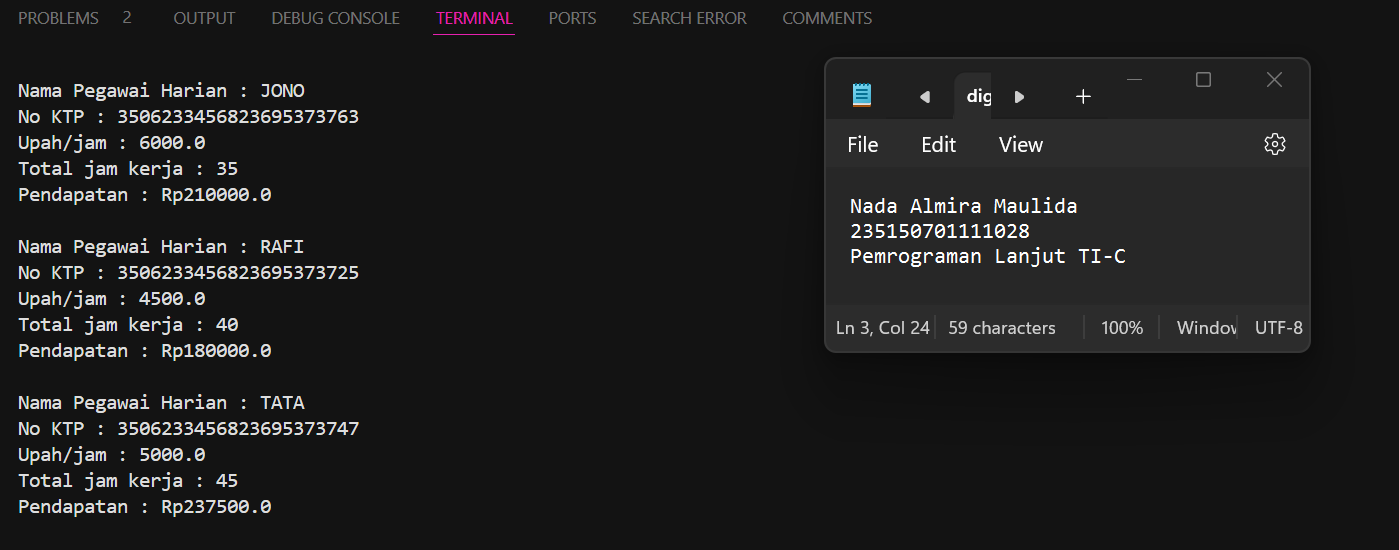 PROBLEMS 2 OUTPUT DEBUG CONSOLE TERMINAL PORTS SEARCH ERROR COMMENTS
Nama Pegawai Harian : JONO
No KTP : 3506233456823695373763
Upah/jam : 6000.0
Total jam kerja : 35
Pendapatan : Rp210000.0
Nama Pegawai Harian : RAFI
No KTP : 3506233456823695373725
Upah/jam : 4500.0
Total jam kerja : 40
Pendapatan : Rp180000.0
Nama Pegawai Harian : TATA
No KTP : 3506233456823695373747
Upah/jam : 5000.0
Total jam kerja : 45
Pendapatan : Rp237500.0
dig
File Edit View
Nada Almira Maulida
235150701111028
Pemrograman Lanjut TI-C
Ln 3, Col 24 59 characters 100% Window UTF-8